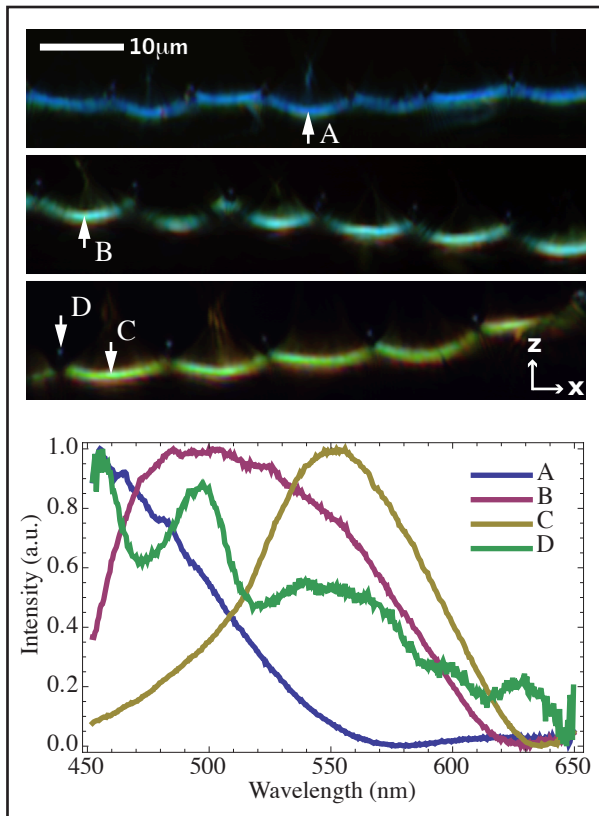 10μm
A
B
D
C
z
x
1.0
0.8
0.6
0.4
0.2
0.0
Intensity (a.u.)
A
B
C
D
450 500 550 600 650
Wavelength (nm)